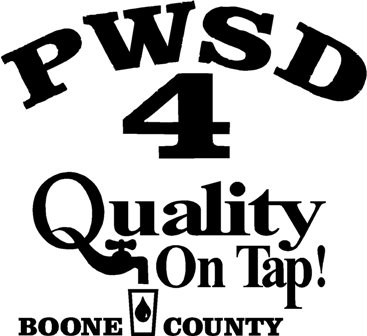 PWSD
4
Quality
On Tap!
BOONE COUNTY